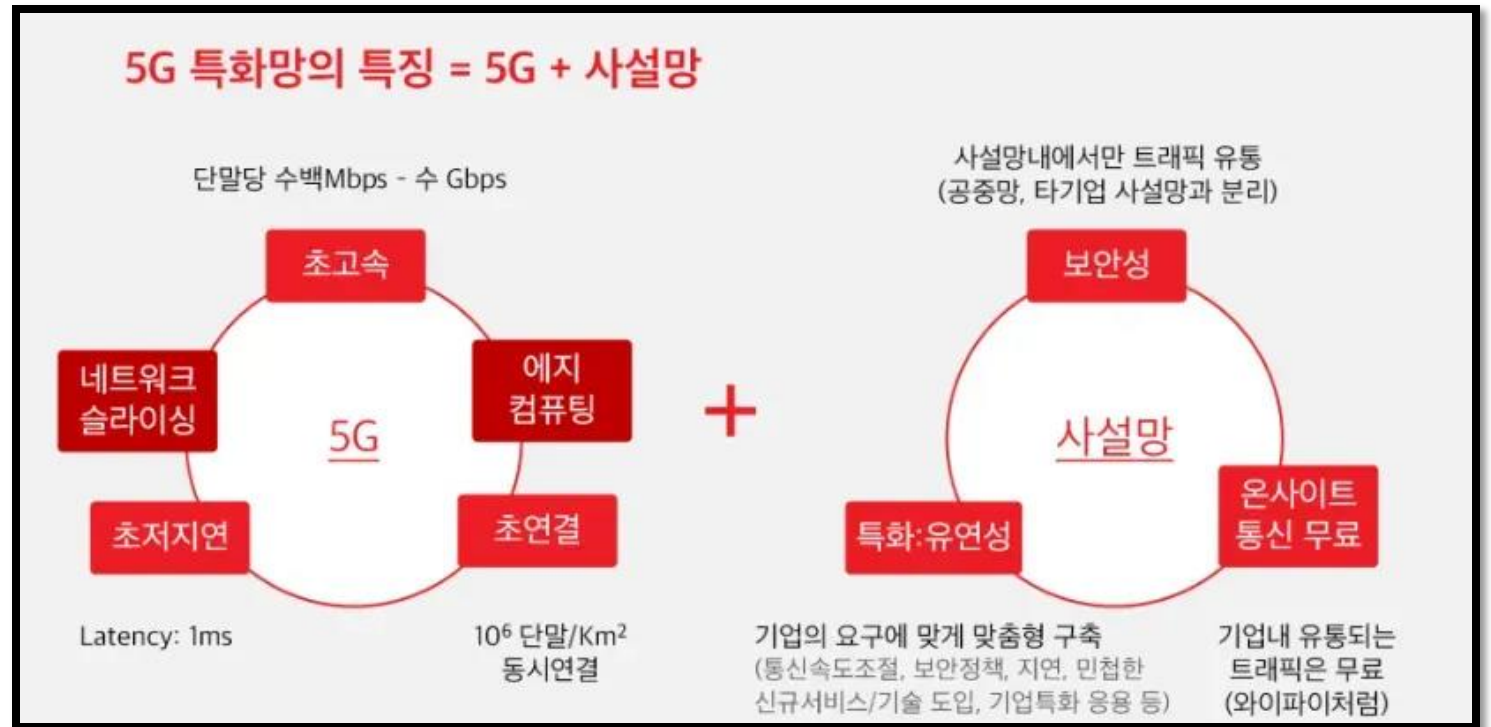 5G 특화망의 특징 = 5G + 사설망
단말당 수백Mbps - 수 Gbps
초고속
네트워크
슬라이싱
에지
컴퓨팅
5G
초저지연
초연결
Latency: 1ms
10⁶ 단말/Km²
동시연결
+
사설망내에서만 트래픽 유통
(공중망, 타기업 사설망과 분리)
보안성
사설망
특화:유연성
온사이트
통신 무료
기업의 요구에 맞게 맞춤형 구축
(통신속도조절, 보안정책, 지연, 민첩한
신규서비스/기술 도입, 기업특화 응용 등)
기업내 유통되는
트래픽은 무료
(와이파이처럼)